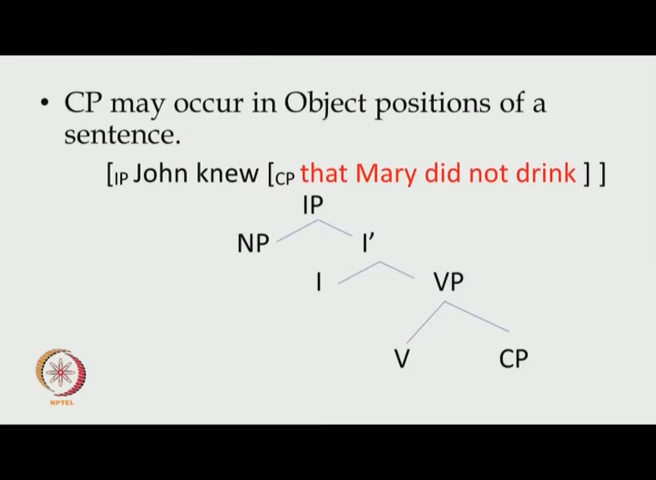 • CP may occur in Object positions of a
sentence.
[IP John knew [CP that Mary did not drink ] ]
IP
NP I’
I VP
V CP
NPTEL